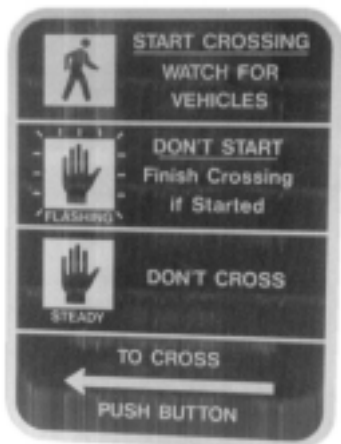 START CROSSING
WATCH FOR
VEHICLES
DON'T START
Finish Crossing
if Started
FLASHING
DON'T CROSS
STEADY
TO CROSS
PUSH BUTTON